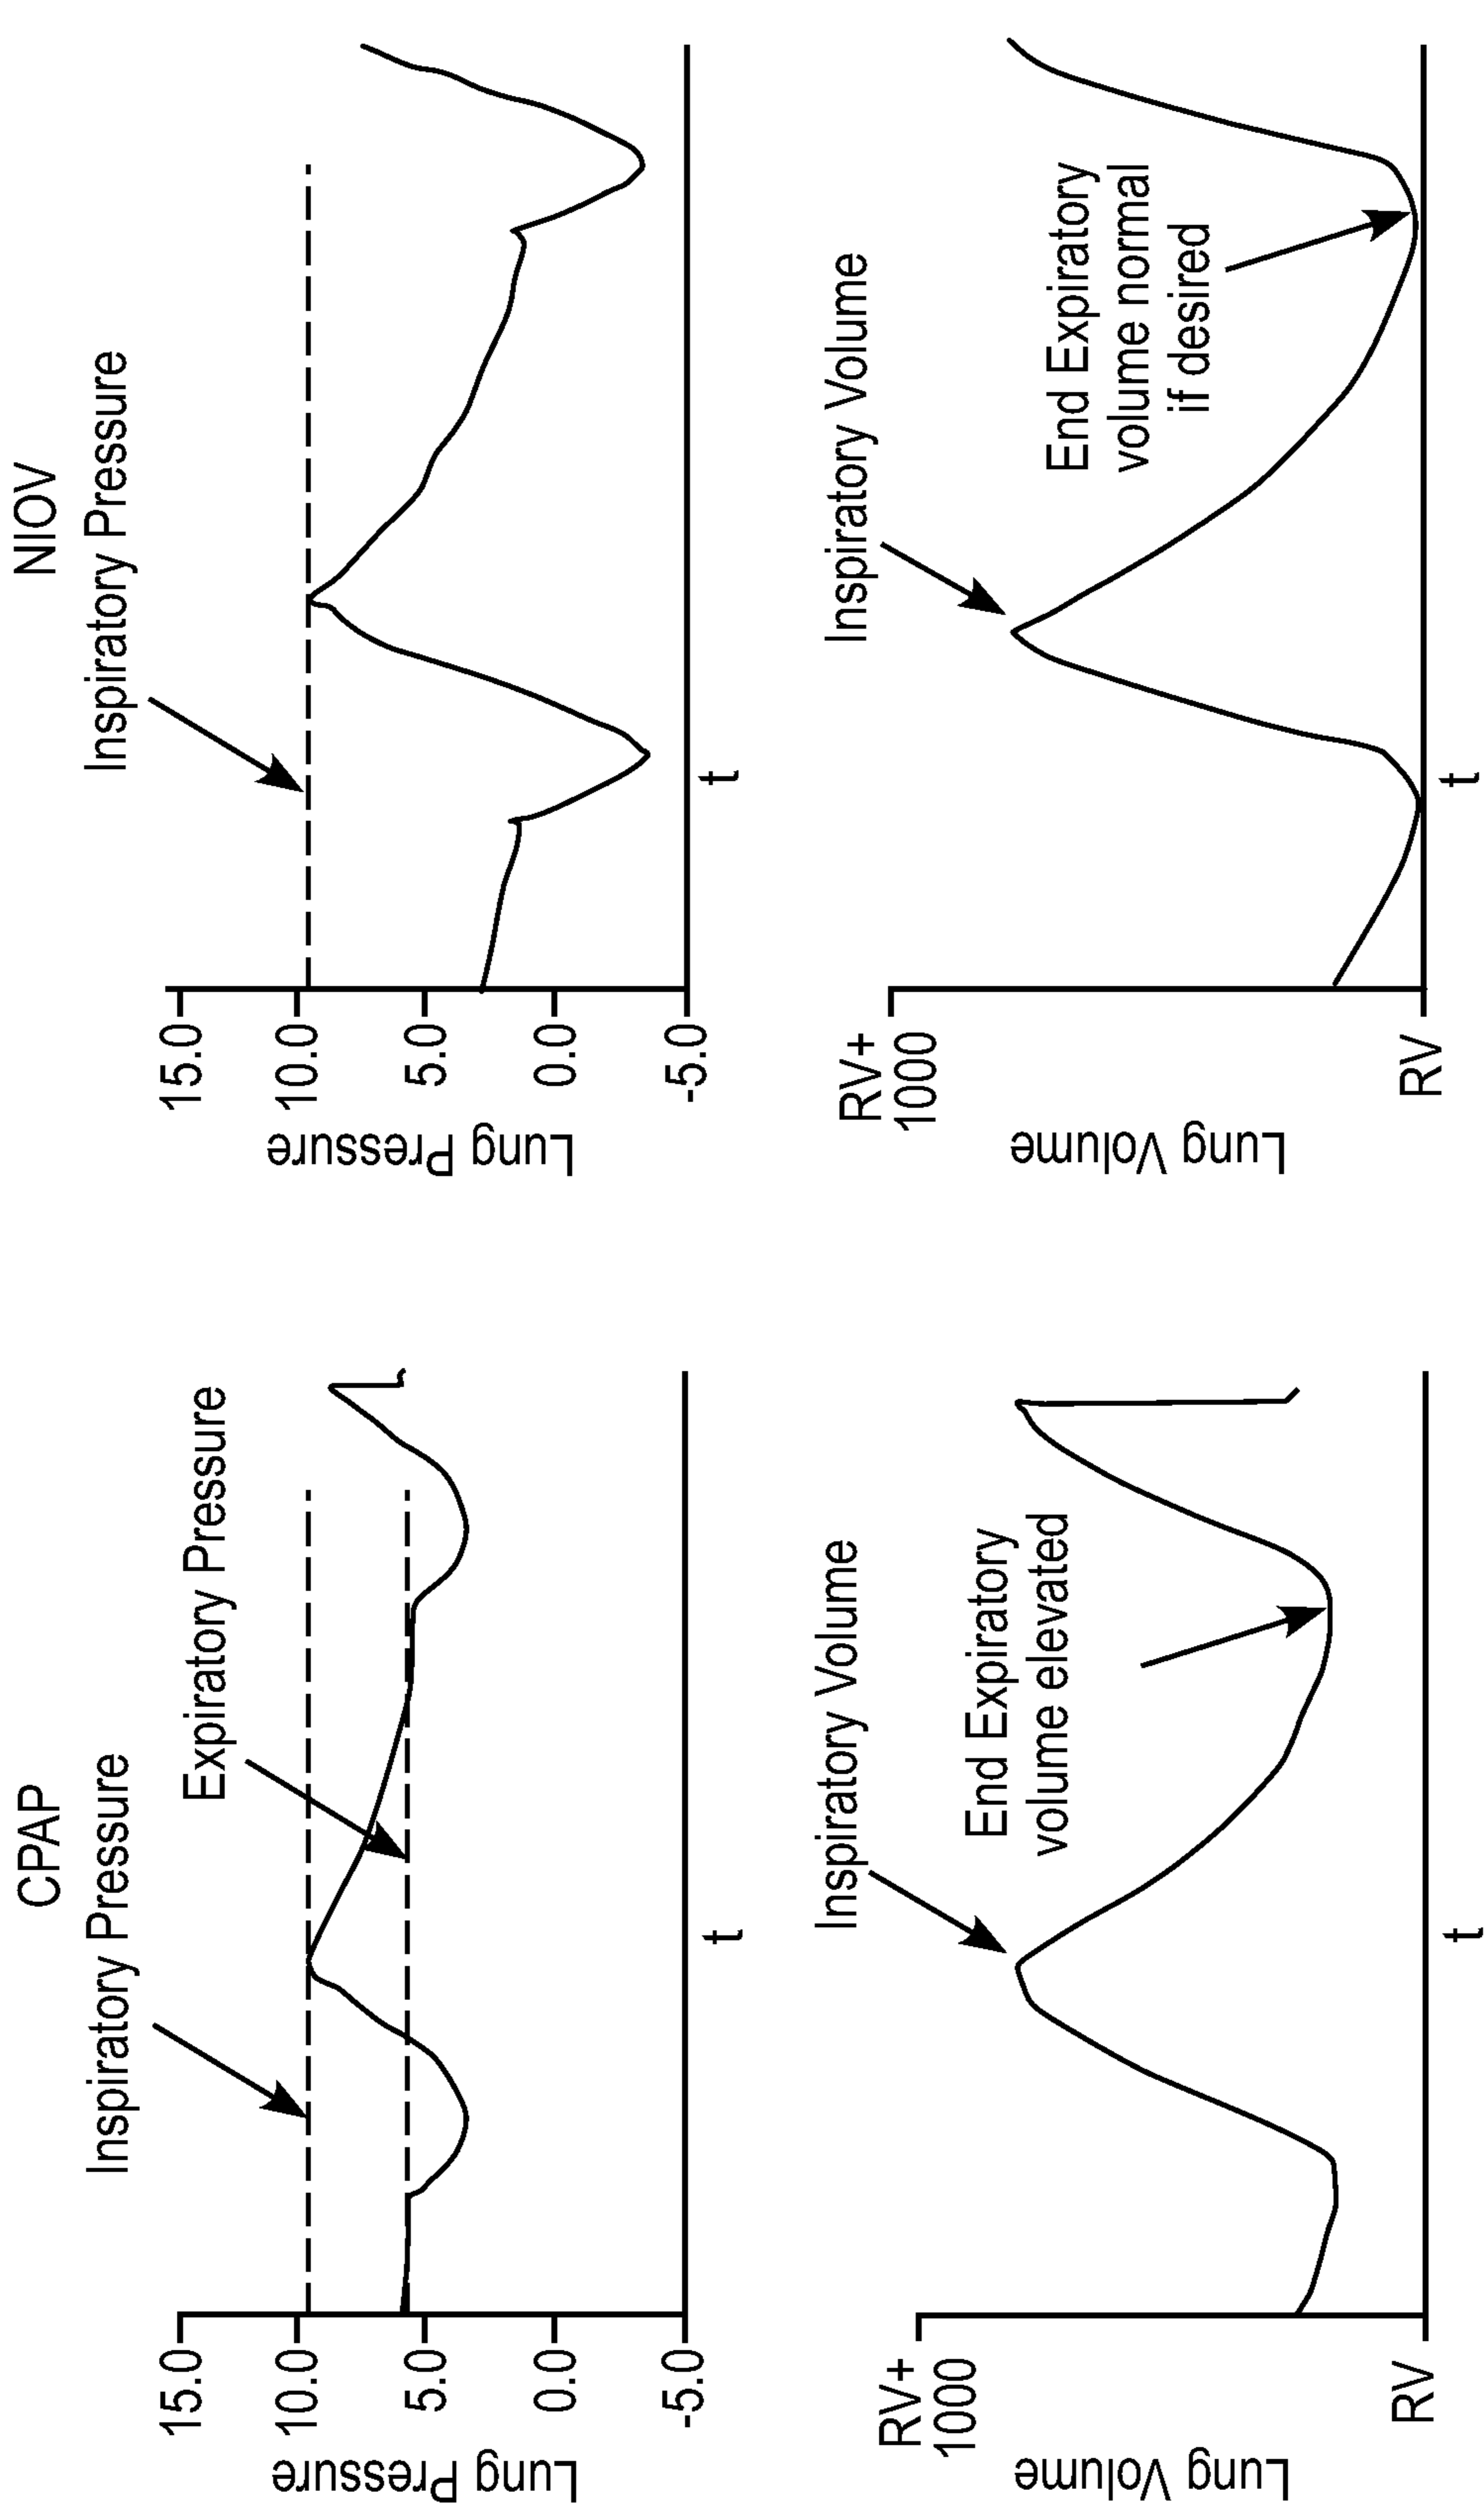 CPAP
Inspiratory Pressure
Expiratory Pressure
15.0
10.0
5.0
0.0
-5.0
Lung Pressure
t
Inspiratory Volume
End Expiratory
volume elevated
RV+
1000
RV
Lung Volume
t
NIOV
Inspiratory Pressure
15.0
10.0
5.0
0.0
-5.0
Lung Pressure
t
Inspiratory Volume
End Expiratory
volume normal
if desired
RV+
1000
RV
Lung Volume
t